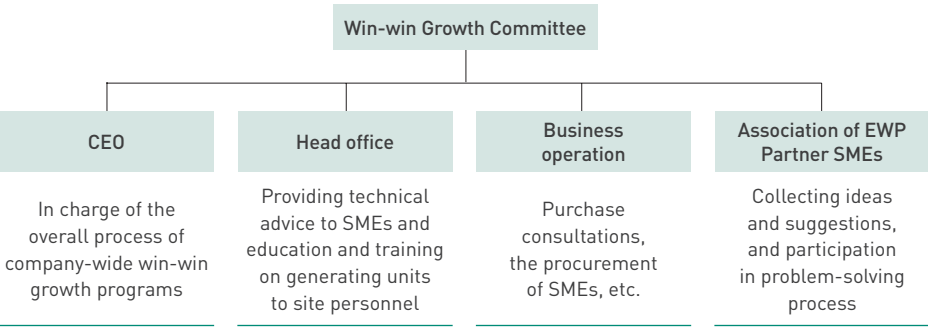 Win-win Growth Committee
CEO
In charge of the
overall process of
company-wide win-win
growth programs
Head office
Providing technical
advice to SMEs and
education and training
on generating units
to site personnel
Business
operation
Purchase
consultations,
the procurement
of SMEs, etc.
Association of EWP
Partner SMEs
Collecting ideas
and suggestions,
and participation
in problem-solving
process